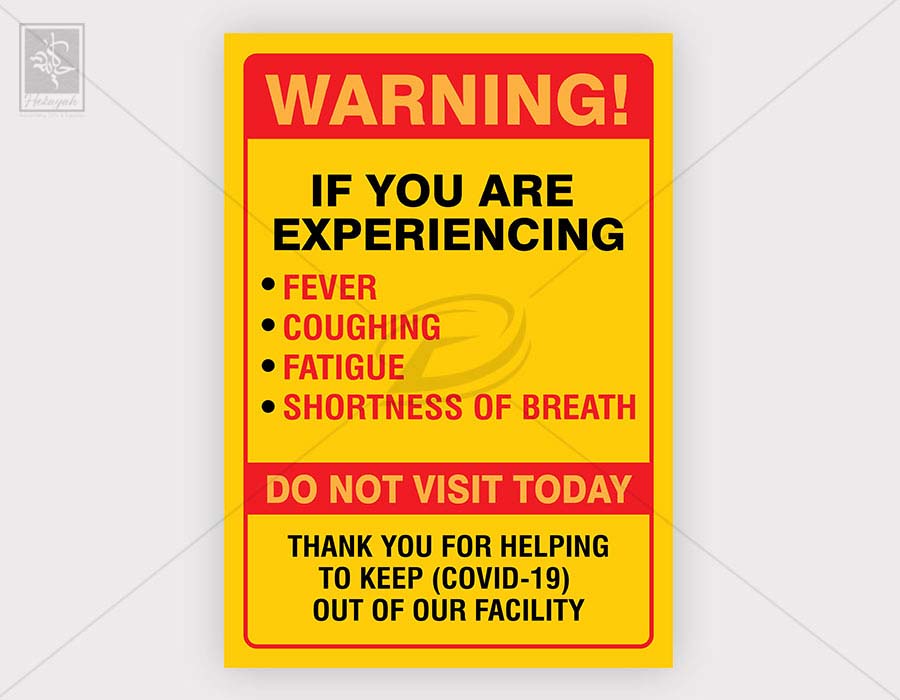 Hekayah
WARNING!
IF YOU ARE
EXPERIENCING
• FEVER
• COUGHING
• FATIGUE
• SHORTNESS OF BREATH
DO NOT VISIT TODAY
THANK YOU FOR HELPING
TO KEEP (COVID-19)
OUT OF OUR FACILITY